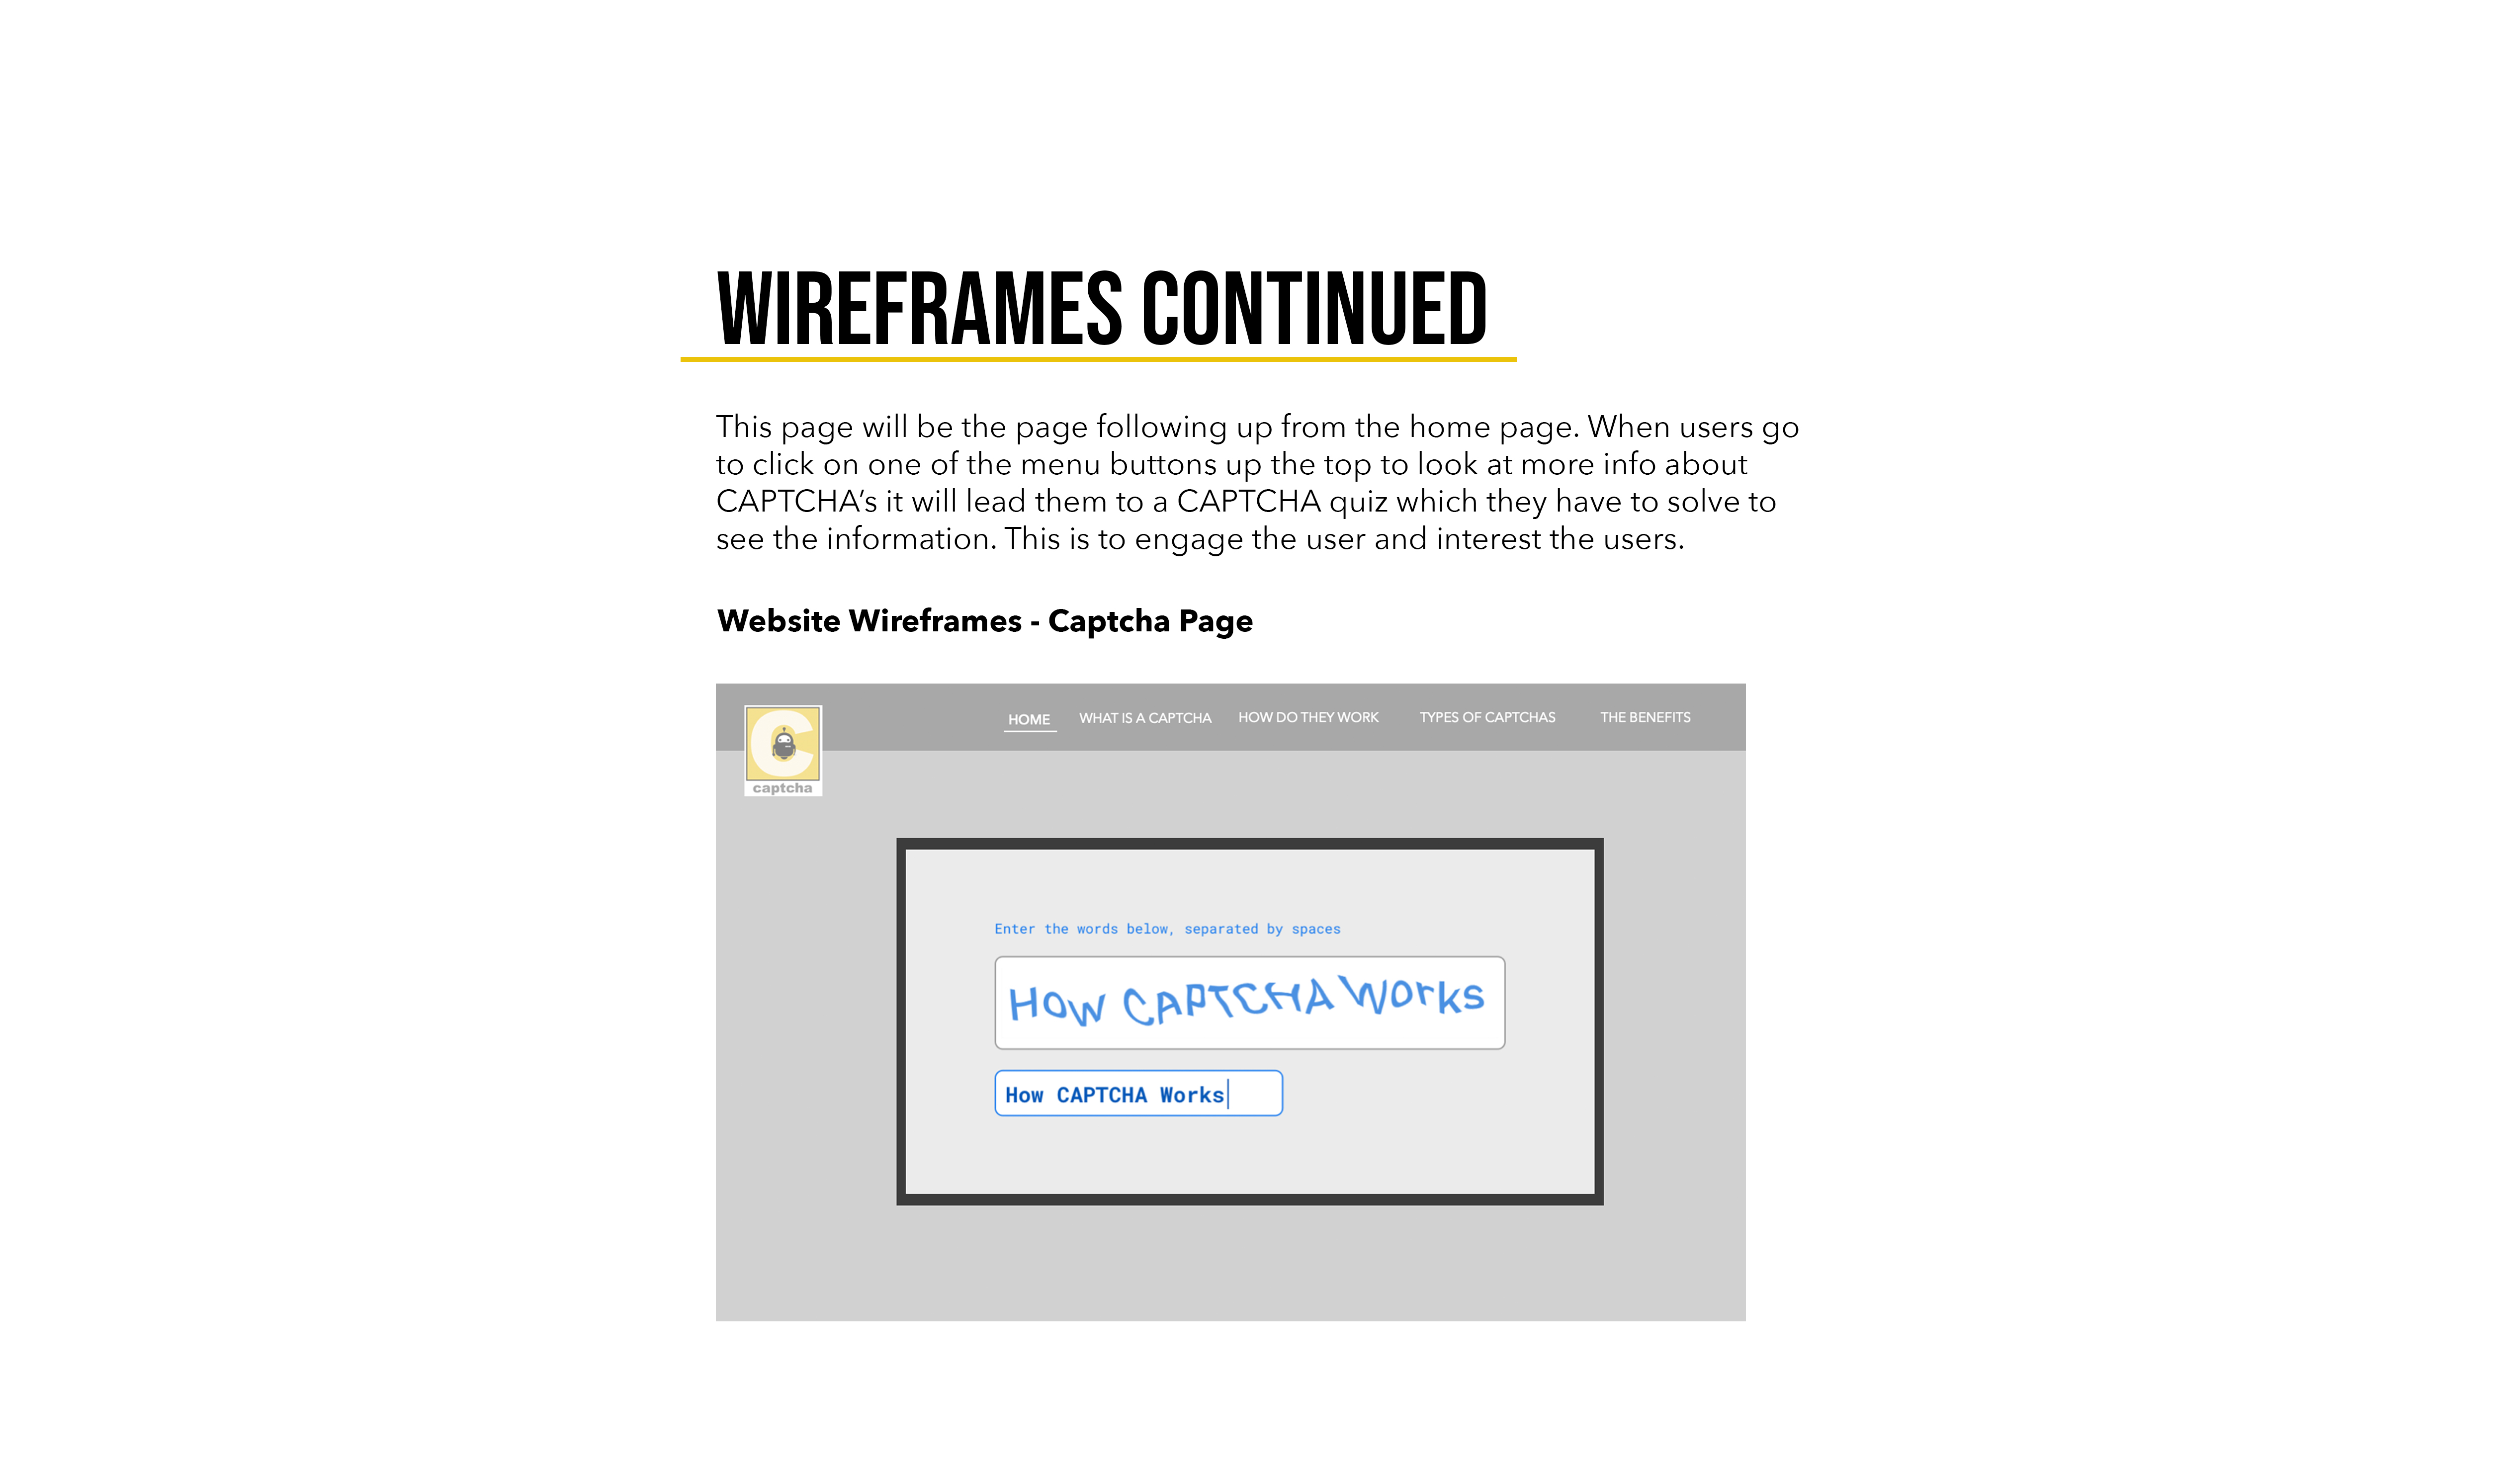 WIREFRAMES CONTINUED
This page will be the page following up from the home page. When users go
to click on one of the menu buttons up the top to look at more info about
CAPTCHA’s it will lead them to a CAPTCHA quiz which they have to solve to
see the information. This is to engage the user and interest the users.
Website Wireframes - Captcha Page
HOME WHAT IS A CAPTCHA HOW DO THEY WORK TYPES OF CAPTCHAS THE BENEFITS
C
captcha
Enter the words below, separated by spaces
How CAPTCHA Works
How CAPTCHA Works